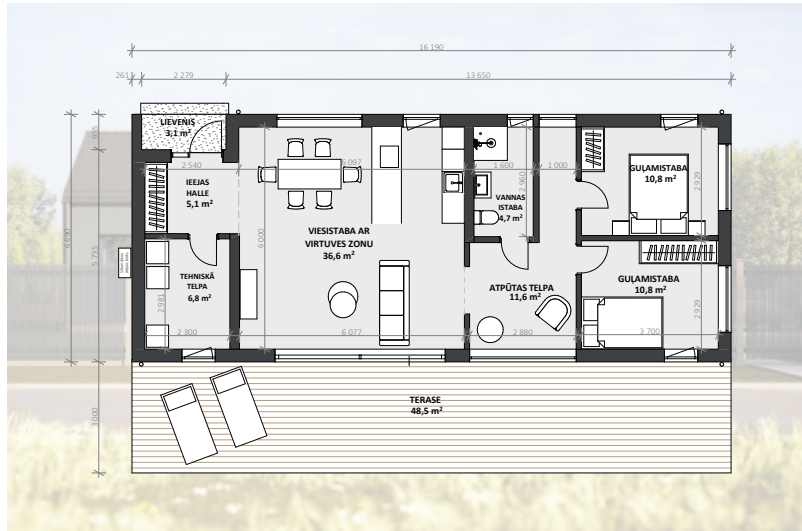 16 190
261
2 279
13 650
LIEVENIS
3,1 m²
955
2 540
6 097
1 600
1 000
2 960
IEEJAS
HALLE
5,1 m²
VANNAS
ISTABA
4,7 m²
GUĻAMISTABA
10,8 m²
2 929
6 690
5 735
6 000
VIESISTABA AR
VIRTUVES ZONU
36,6 m²
TEHNISKĀ
TELPA
6,8 m²
2 981
ATPŪTAS TELPA
11,6 m²
GUĻAMISTABA
10,8 m²
2 929
2 300
6 077
2 880
3 700
3 000
TERASE
48,5 m²